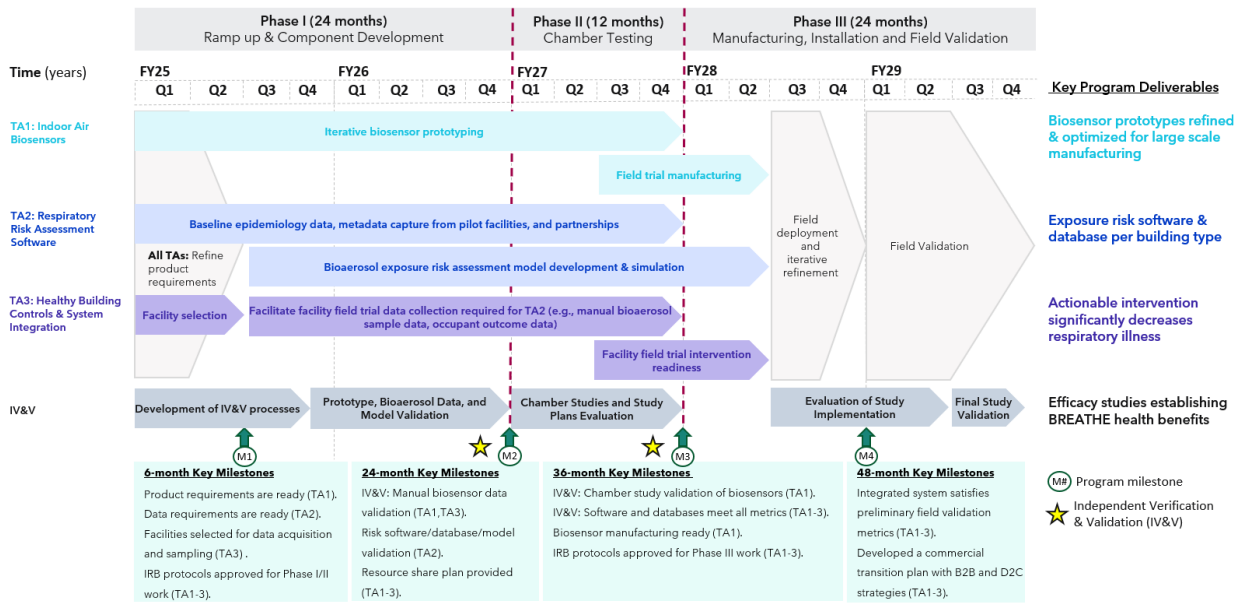 Phase I (24 months)
Ramp up & Component Development
Phase II (12 months)
Chamber Testing
Phase III (24 months)
Manufacturing, Installation and Field Validation
Time (years)
FY25
FY26
FY27
FY28
FY29
Q1 Q2 Q3 Q4 Q1 Q2 Q3 Q4 Q1 Q2 Q3 Q4 Q1 Q2 Q3 Q4 Q1 Q2 Q3 Q4
Key Program Deliverables
TA1: Indoor Air
Biosensors
Iterative biosensor prototyping
Field trial manufacturing
Biosensor prototypes refined
& optimized for large scale
manufacturing
TA2: Respiratory
Risk Assessment
Software
Baseline epidemiology data, metadata capture from pilot facilities, and partnerships
Bioaerosol exposure risk assessment model development & simulation
Exposure risk software &
database per building type
All TAs: Refine
product
requirements
Field
deployment
and
iterative
refinement
Field Validation
TA3: Healthy Building
Controls & System
Integration
Facility selection
Facilitate facility field trial data collection required for TA2 (e.g., manual bioaerosol
sample data, occupant outcome data)
Facility field trial intervention
readiness
Actionable intervention
significantly decreases
respiratory illness
IV&V
Development of IV&V processes
Prototype, Bioaerosol Data, and
Model Validation
Chamber Studies and Study
Plans Evaluation
Evaluation of Study
Implementation
Final Study
Validation
Efficacy studies establishing
BREATHE health benefits
M1
M2
M3
M4
6-month Key Milestones
Product requirements are ready (TA1).
Data requirements are ready (TA2).
Facilities selected for data acquisition
and sampling (TA3) .
IRB protocols approved for Phase I/II
work (TA1-3).
24-month Key Milestones
IV&V: Manual biosensor data
validation (TA1,TA3).
Risk software/database/model
validation (TA2).
Resource share plan provided
(TA1-3).
36-month Key Milestones
IV&V: Chamber study validation of biosensors (TA1).
IV&V: Software and databases meet all metrics (TA1-3).
Biosensor manufacturing ready (TA1).
IRB protocols approved for Phase III work (TA1-3).
48-month Key Milestones
Integrated system satisfies
preliminary field validation
metrics (TA1-3).
Developed a commercial
transition plan with B2B and D2C
strategies (TA1-3).
M# Program milestone
Independent Verification
& Validation (IV&V)